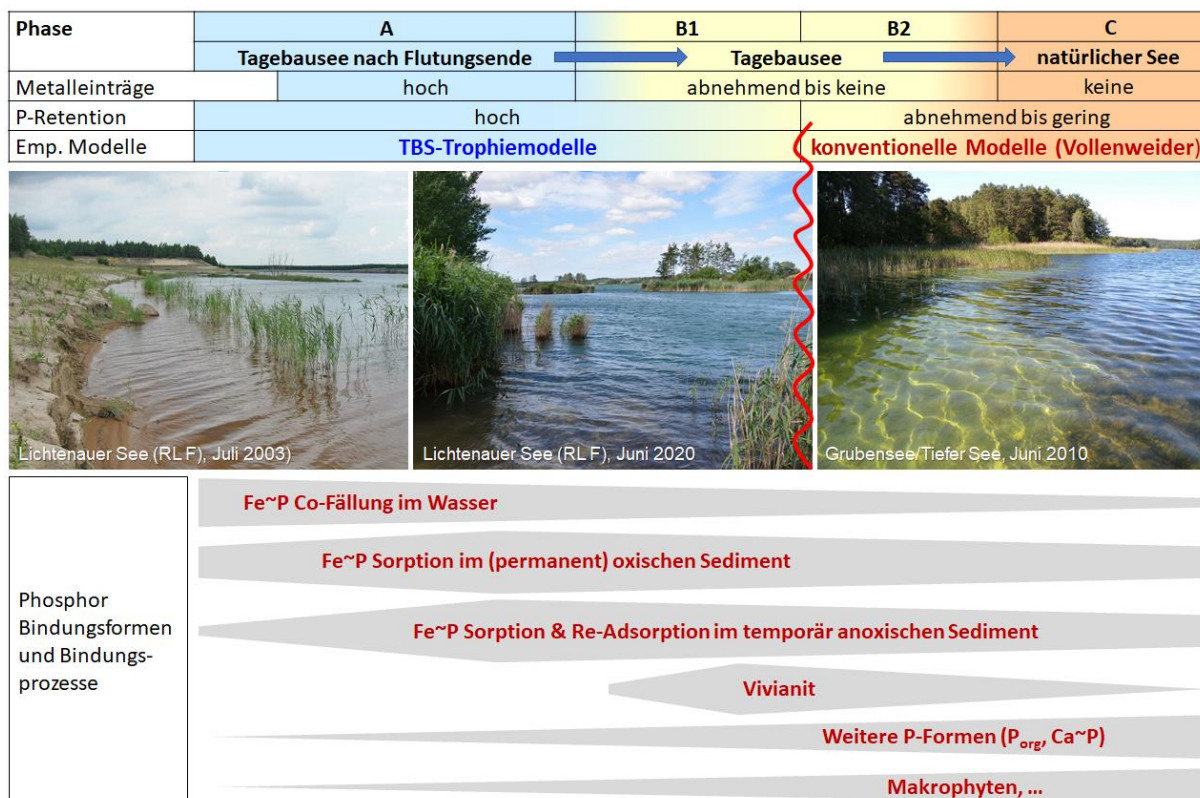 Phase A B1 B2 C
Tagebausee nach Flutungsende Tagebausee natürlicher See
Metalleinträge hoch abnehmend bis keine keine
P-Retention hoch abnehmend bis gering
Emp. Modelle TBS-Trophiemodelle konventionelle Modelle (Vollenweider)
Lichtenauer See (RL F), Juli 2003) Lichtenauer See (RL F), Juni 2020 Grubensee/Tiefer See, Juni 2010
Fe~P Co-Fällung im Wasser
Fe~P Sorption im (permanent) oxischen Sediment
Phosphor
Bindungsformen
und Bindungs-
prozesse
Fe~P Sorption & Re-Adsorption im temporär anoxischen Sediment
Vivianit
Weitere P-Formen (Porg, Ca~P)
Makrophyten, ...